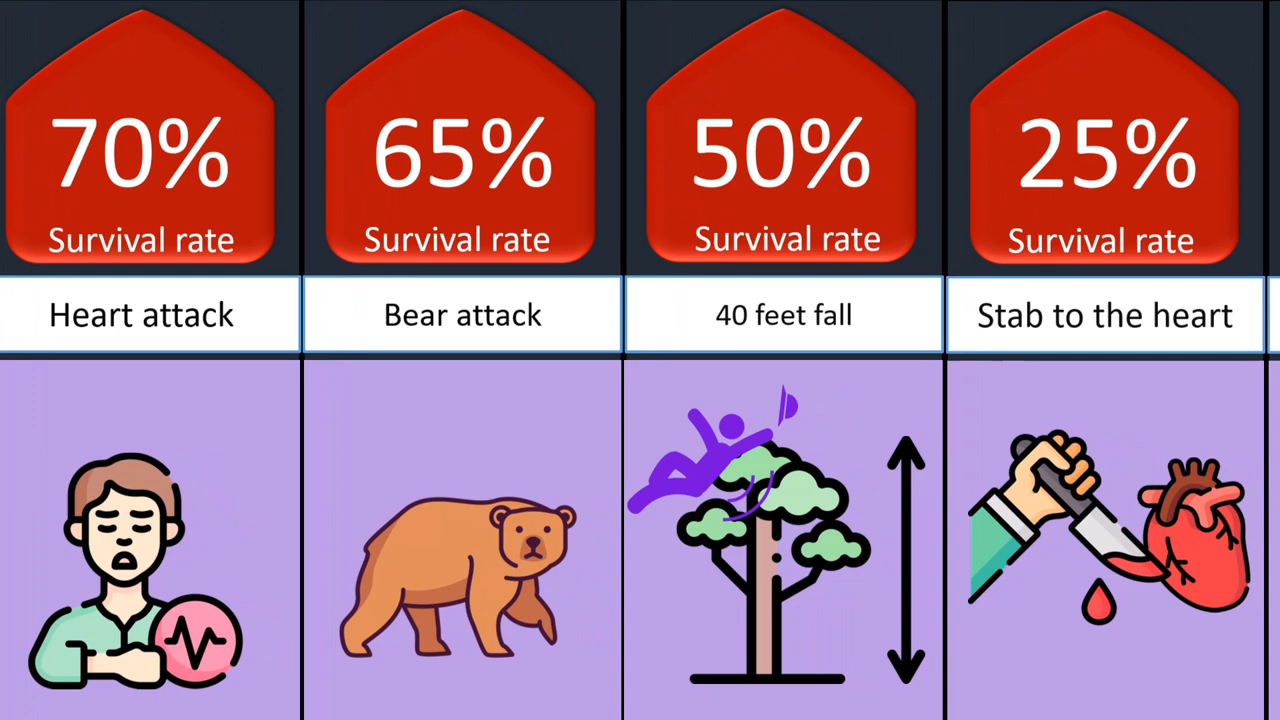 70%
Survival rate
Heart attack
65%
Survival rate
Bear attack
50%
Survival rate
40 feet fall
25%
Survival rate
Stab to the heart